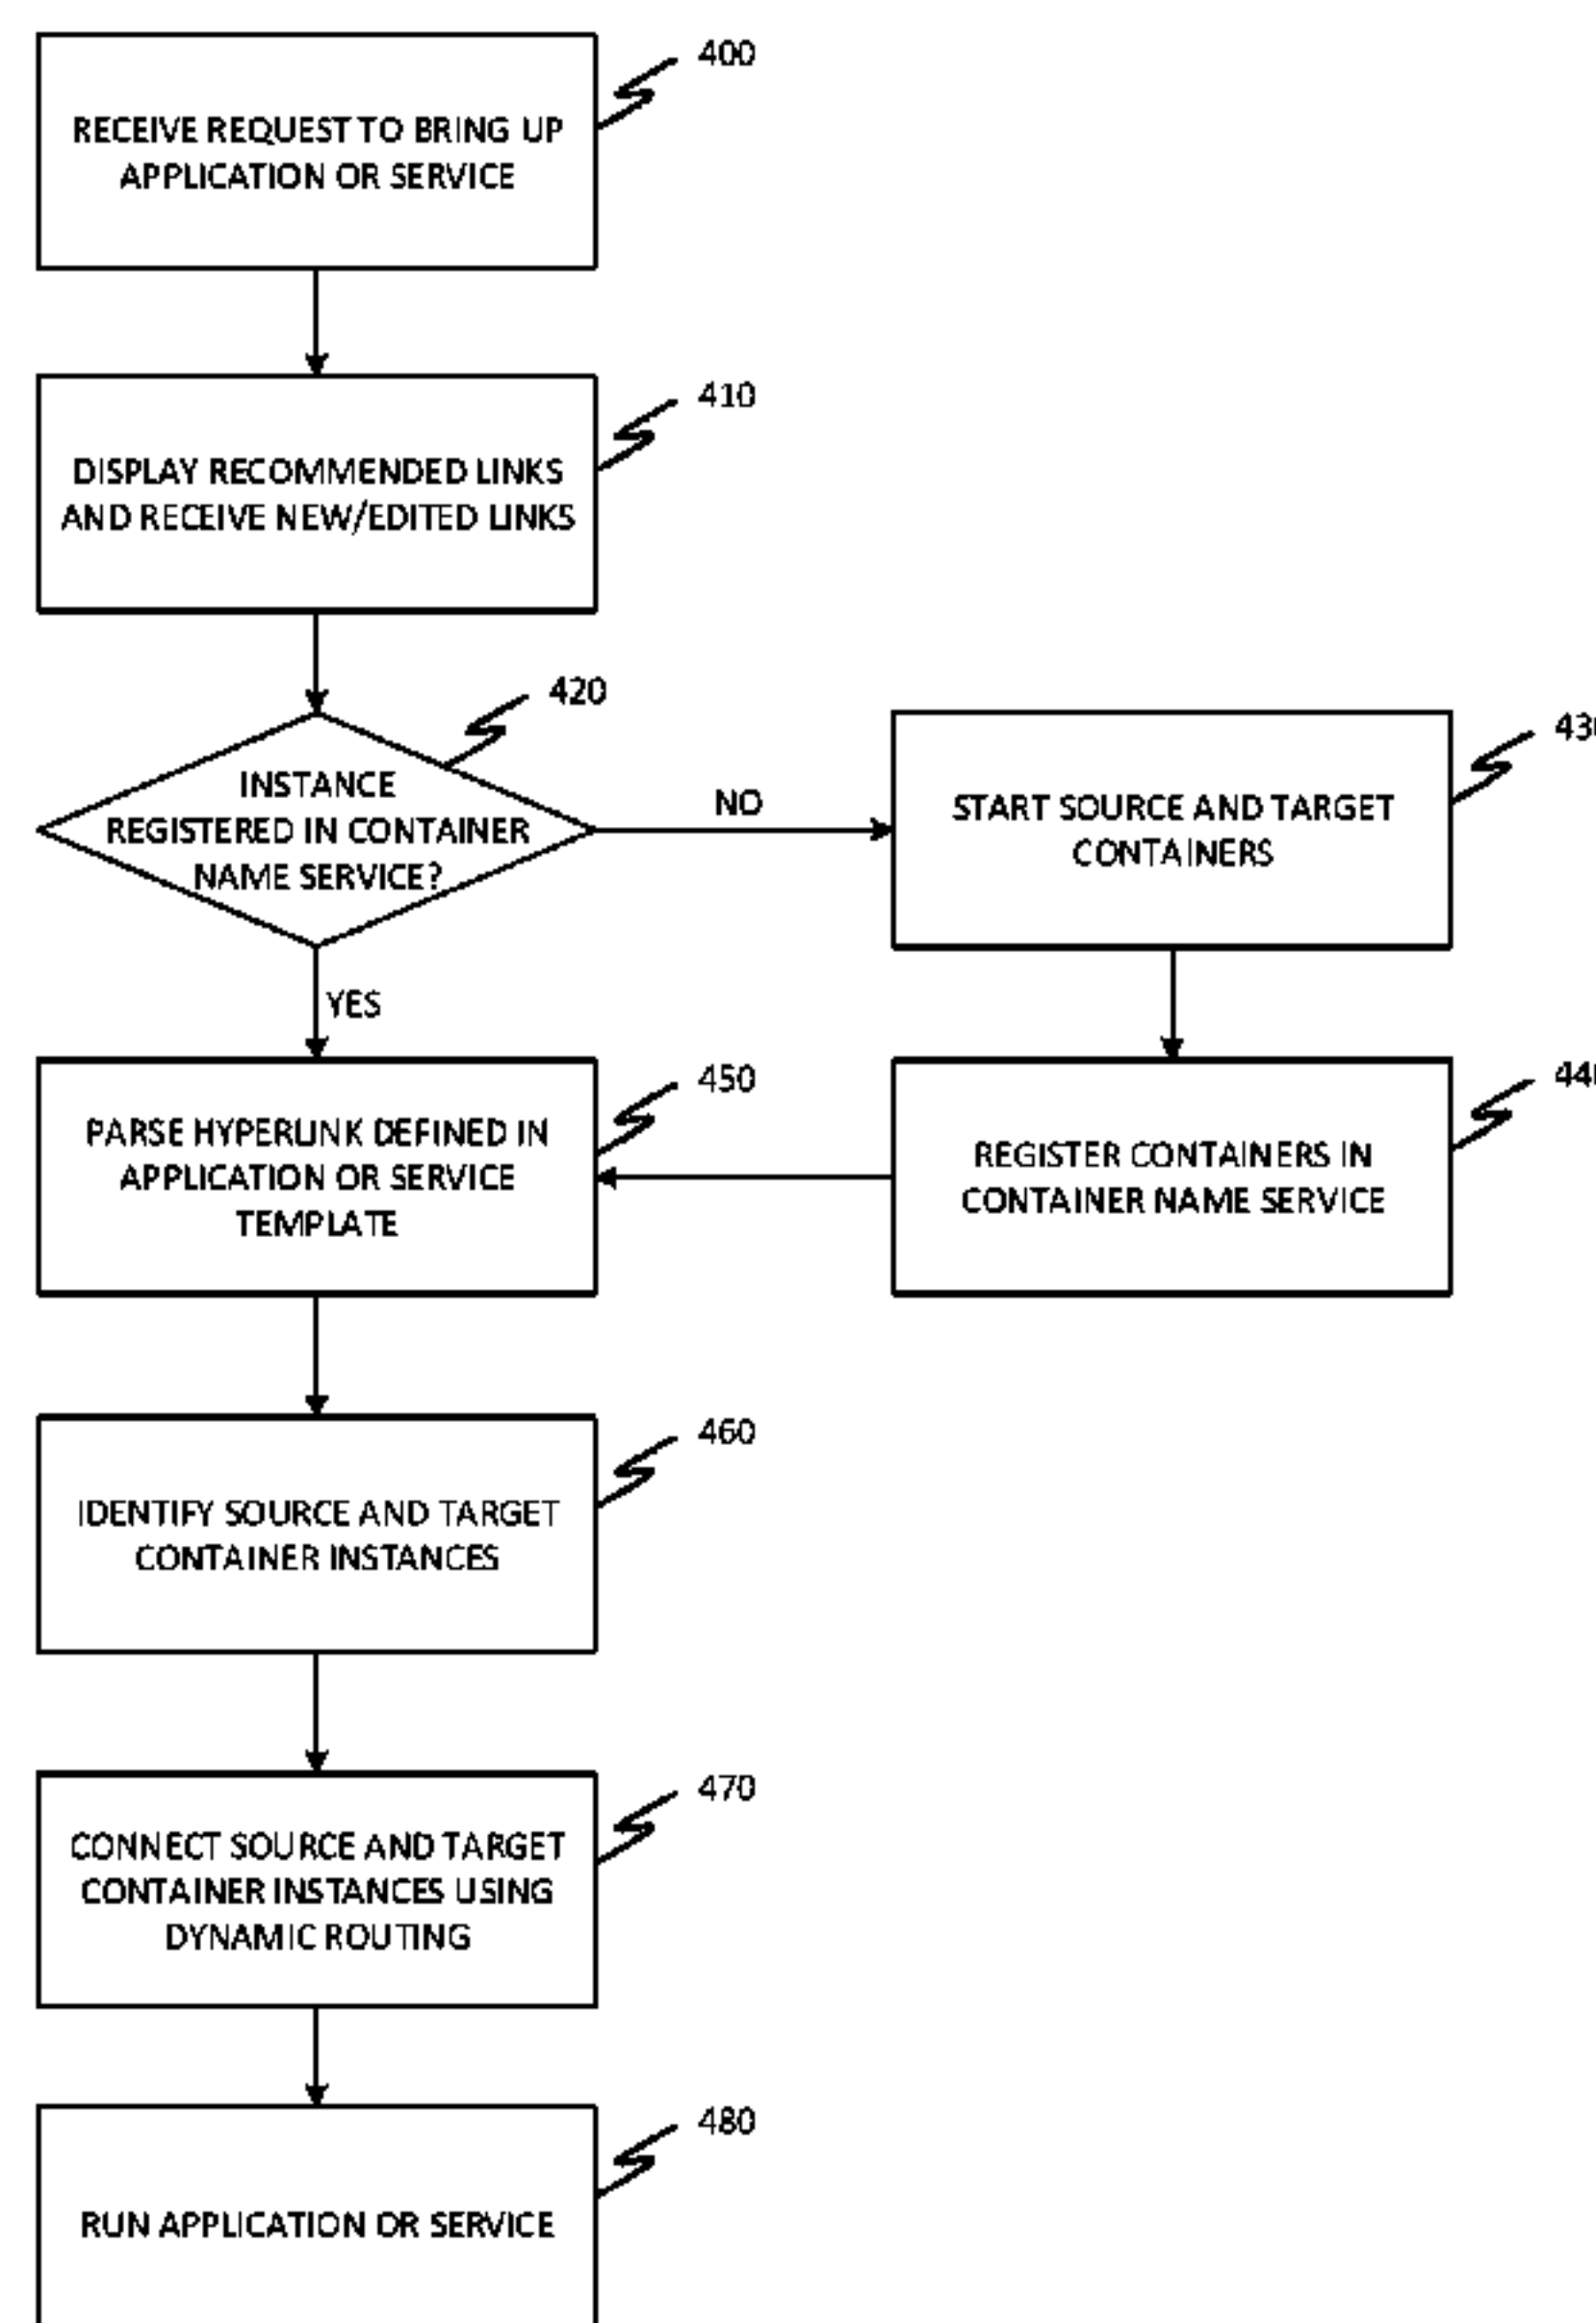 400
RECEIVE REQUEST TO BRING UP
APPLICATION OR SERVICE
410
DISPLAY RECOMMENDED LINKS
AND RECEIVE NEW/EDITED LINKS
420
INSTANCE
REGISTERED IN CONTAINER
NAME SERVICE?
NO
START SOURCE AND TARGET
CONTAINERS
YES
450
PARSE HYPERLINK DEFINED IN
APPLICATION OR SERVICE
TEMPLATE
REGISTER CONTAINERS IN
CONTAINER NAME SERVICE
460
IDENTIFY SOURCE AND TARGET
CONTAINER INSTANCES
470
CONNECT SOURCE AND TARGET
CONTAINER INSTANCES USING
DYNAMIC ROUTING
480
RUN APPLICATION OR SERVICE